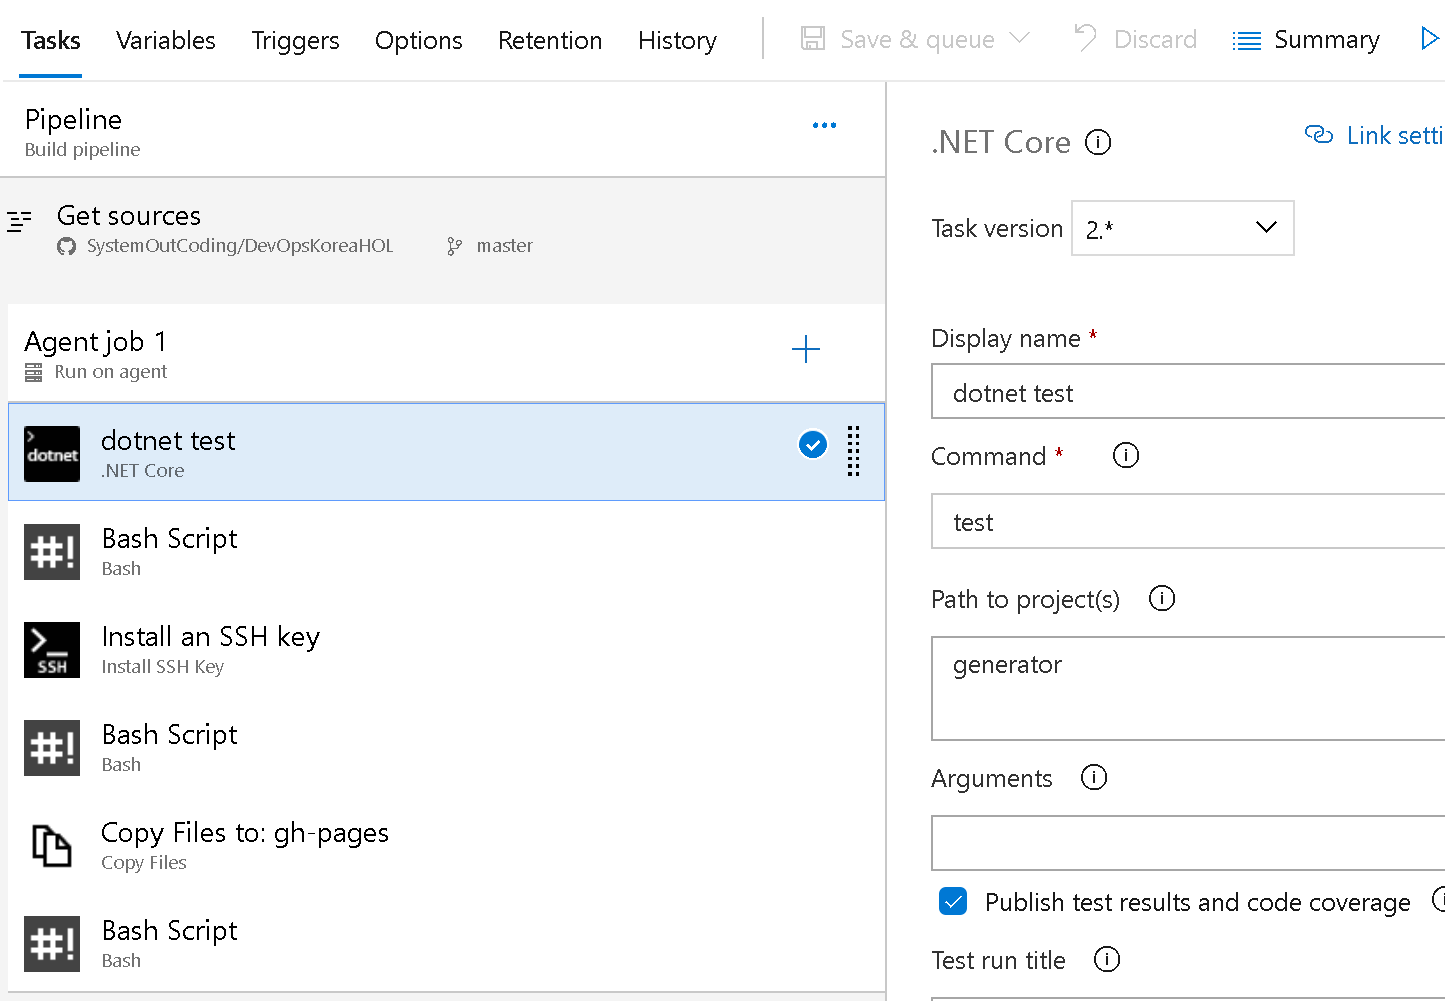 Tasks Variables Triggers Options Retention History Save & queue Discard Summary
Pipeline
Build pipeline
Get sources
SystemOutCoding/DevOpsKoreaHOL master
Agent job 1
Run on agent
dotnet
dotnet test
.NET Core
#!
Bash Script
Bash
SSH
Install an SSH key
Install SSH Key
#!
Bash Script
Bash
Copy Files to: gh-pages
Copy Files
#!
Bash Script
Bash
.NET Core
Link setti
Task version 2.*
Display name *
dotnet test
Command *
test
Path to project(s)
generator
Arguments
Publish test results and code coverage
Test run title